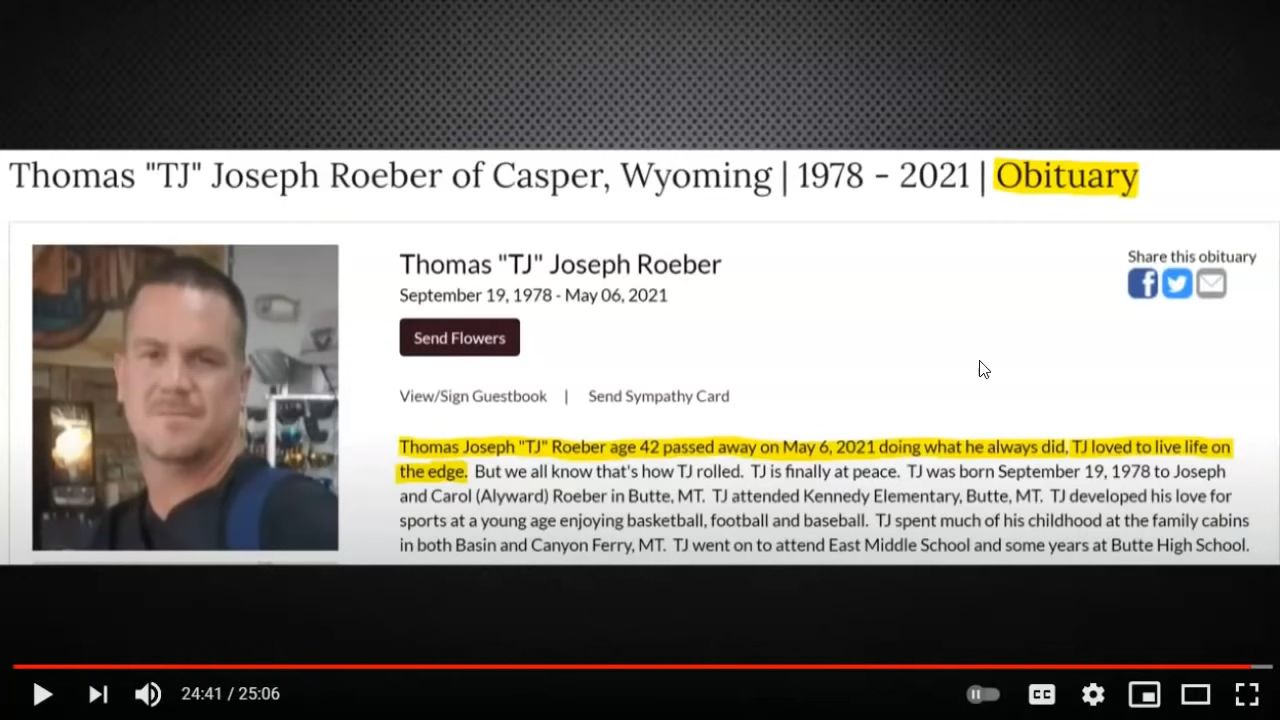 Thomas "TJ" Joseph Roeber of Casper, Wyoming | 1978 - 2021 | Obituary
Thomas "TJ" Joseph Roeber
September 19, 1978 - May 06, 2021
Send Flowers
View/Sign Guestbook | Send Sympathy Card
Share this obituary
Thomas Joseph "TJ" Roeber age 42 passed away on May 6, 2021 doing what he always did, TJ loved to live life on
the edge. But we all know that's how TJ rolled. TJ is finally at peace. TJ was born September 19, 1978 to Joseph
and Carol (Alyward) Roeber in Butte, MT. TJ attended Kennedy Elementary, Butte, MT. TJ developed his love for
sports at a young age enjoying basketball, football and baseball. TJ spent much of his childhood at the family cabins
in both Basin and Canyon Ferry, MT. TJ went on to attend East Middle School and some years at Butte High School.
24:41 / 25:06
CC